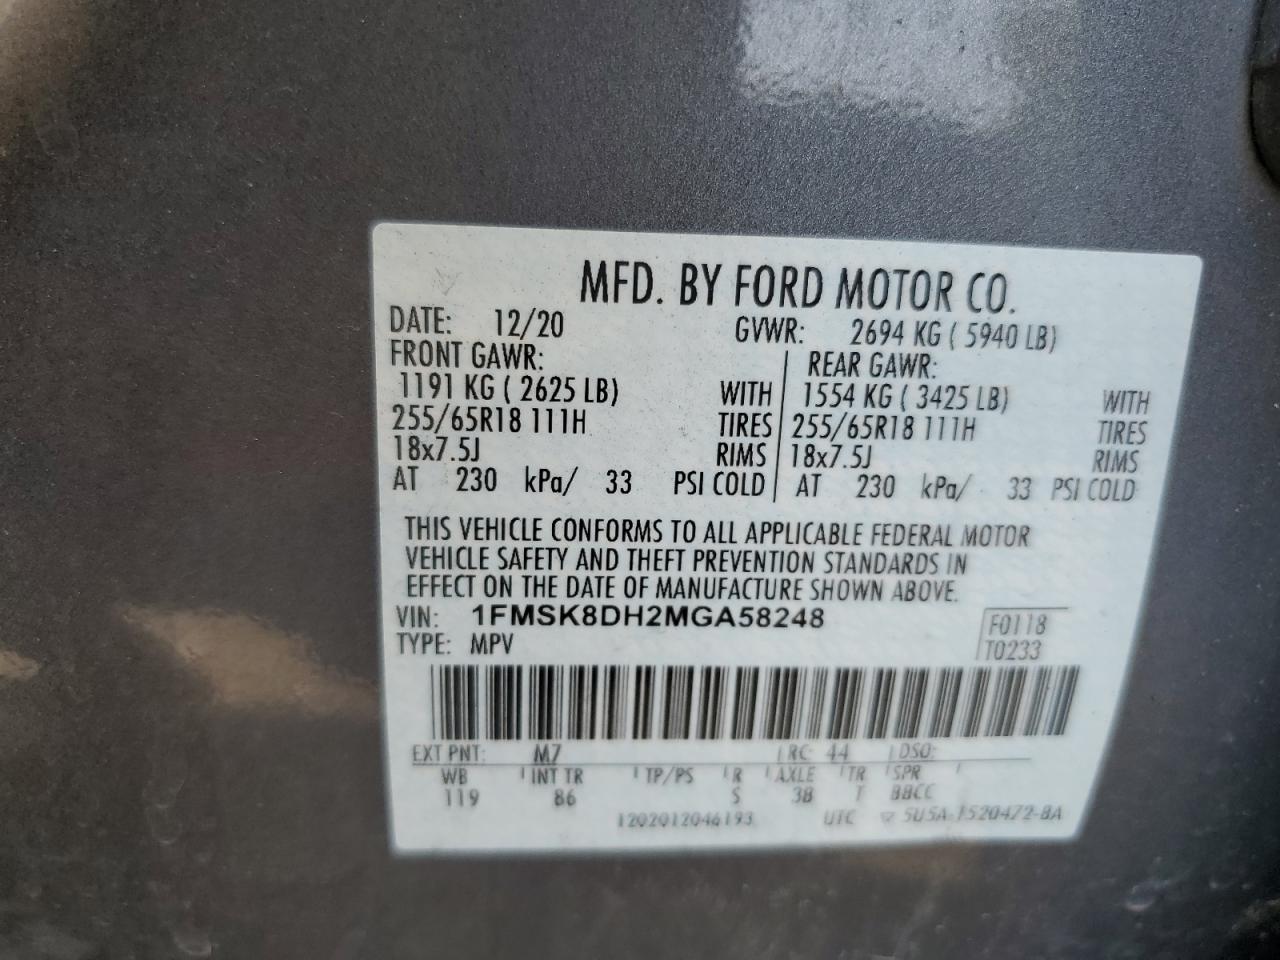 MFD. BY FORD MOTOR CO.
DATE: 12/20 GVWR: 2694 KG ( 5940 LB)
FRONT GAWR: REAR GAWR:
1191 KG ( 2625 LB) WITH 1554 KG ( 3425 LB) WITH
255/65R18 111H TIRES 255/65R18 111H TIRES
18x7.5J RIMS 18x7.5J RIMS
AT 230 kPa/ 33 PSI COLD AT 230 kPa/ 33 PSI COLD
THIS VEHICLE CONFORMS TO ALL APPLICABLE FEDERAL MOTOR
VEHICLE SAFETY AND THEFT PREVENTION STANDARDS IN
EFFECT ON THE DATE OF MANUFACTURE SHOWN ABOVE.
VIN: 1FMSK8DH2MGA58248 F0118
TYPE: MPV T0233
EXT PNT: M7 RC: 44 DSO:
WB INT TR TP/PS R AXLE TR SPR
119 86 S 38 T BBCC
1202012046193 UTC 5U5A-1520472-BA